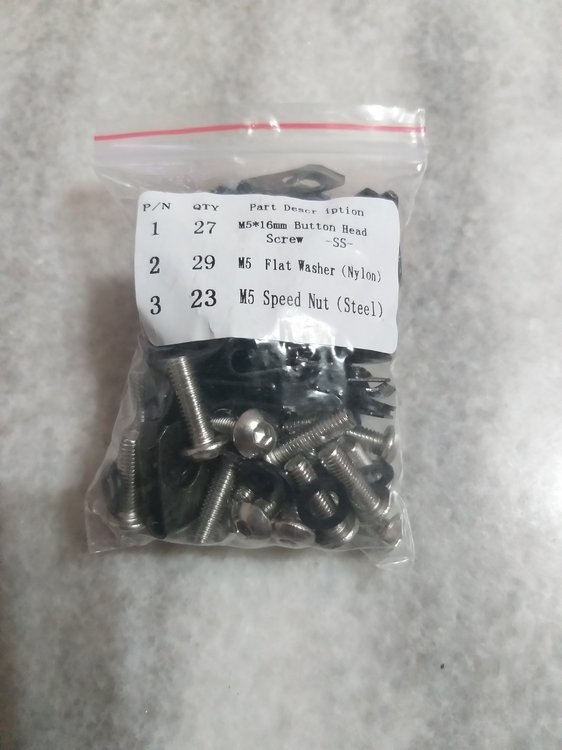 P/N QTY Part Description
1 27 M5*16mm Button Head
Screw -SS-
2 29 M5 Flat Washer (Nylon)
3 23 M5 Speed Nut (Steel)